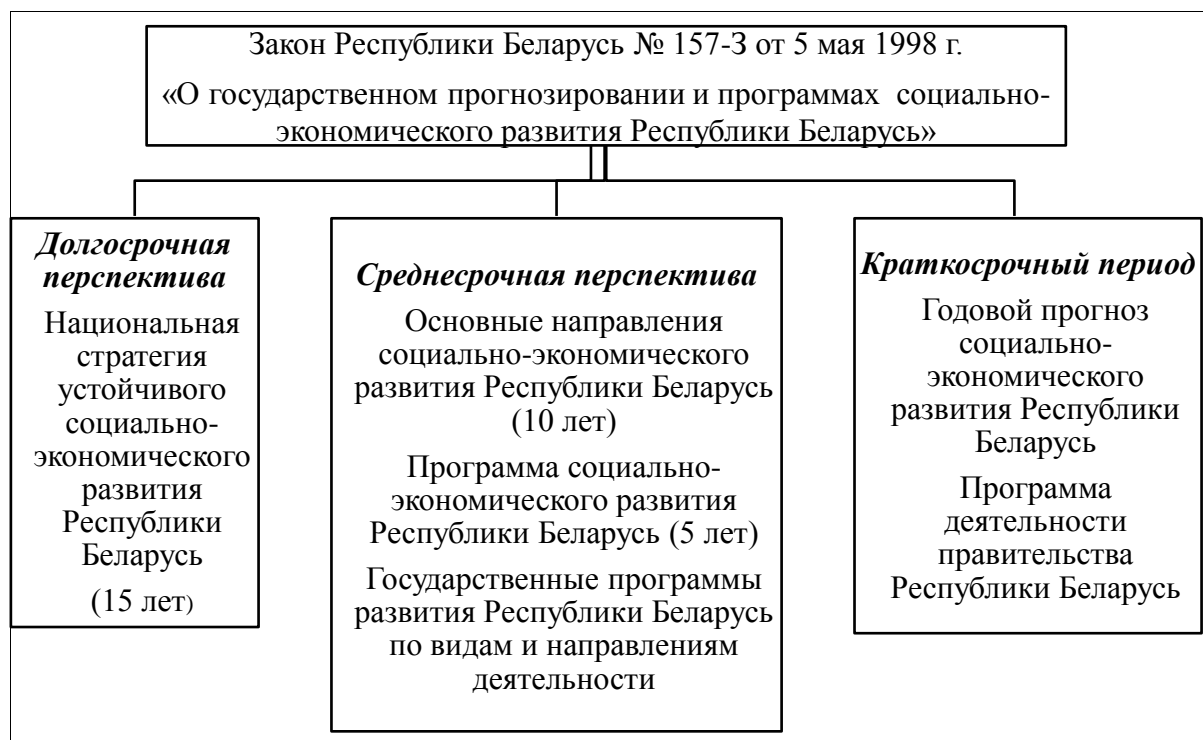 Закон Республики Беларусь № 157-З от 5 мая 1998 г.
«О государственном прогнозировании и программах социально-
экономического развития Республики Беларусь»
Долгосрочная
перспектива
Национальная
стратегия
устойчивого
социально-
экономического
развития
Республики
Беларусь
(15 лет)
Среднесрочная перспектива
Основные направления
социально-экономического
развития Республики Беларусь
(10 лет)
Программа социально-
экономического развития
Республики Беларусь (5 лет)
Государственные программы
развития Республики Беларусь
по видам и направлениям
деятельности
Краткосрочный период
Годовой прогноз
социально-
экономического
развития Республики
Беларусь
Программа
деятельности
правительства
Республики Беларусь